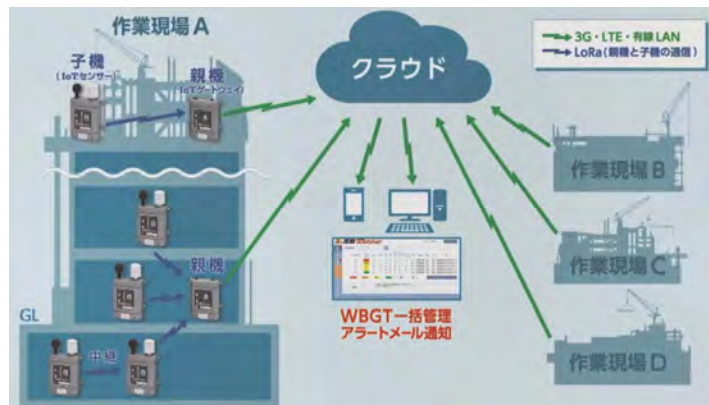 作業現場A
子機
(IoTセンサー)
親機
(IoTゲートウェイ)
クラウド
3G・LTE・有線LAN
LoRa(親機と子機の通信)
作業現場B
作業現場C
作業現場D
親機
GL
中継
WBGT一括管理
アラートメール通知